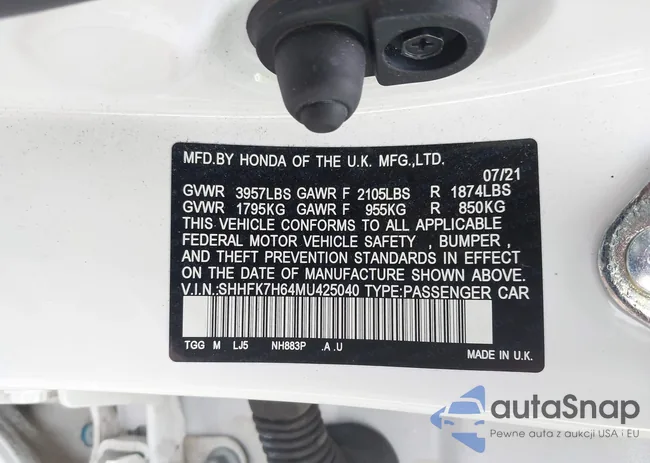 MFD.BY HONDA OF THE U.K. MFG.,LTD.
07/21
GVWR 3957LBS GAWR F 2105LBS R 1874LBS
GVWR 1795KG GAWR F 955KG R 850KG
THIS VEHICLE CONFORMS TO ALL APPLICABLE
FEDERAL MOTOR VEHICLE SAFETY , BUMPER ,
AND THEFT PREVENTION STANDARDS IN EFFECT
ON THE DATE OF MANUFACTURE SHOWN ABOVE.
V.I.N.:SHHFK7H64MU425040 TYPE:PASSENGER CAR
TGG M LJ5 NH883P .A .U
MADE IN U.K.
autaSnap
Pewne auta z aukcji USA i EU